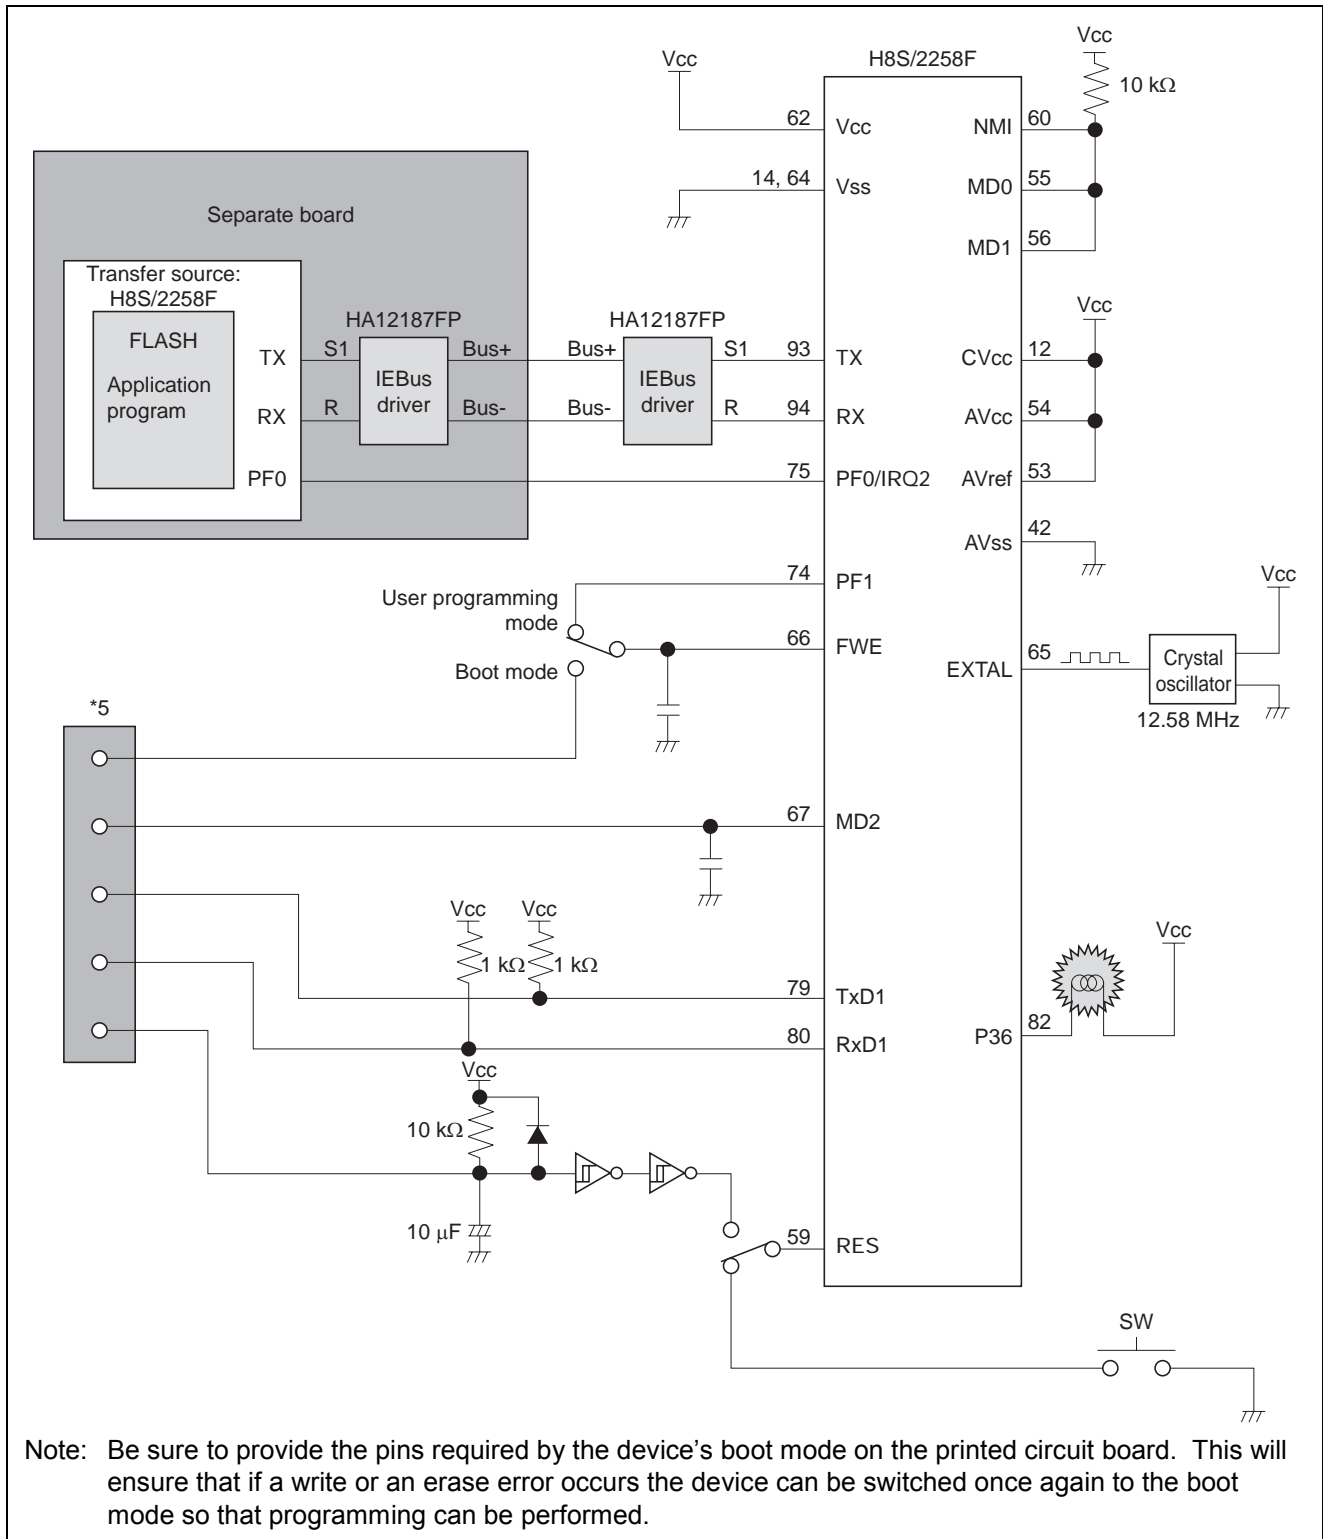 H8S/2258F
Vcc
Vcc
10 kΩ
62
Vcc
NMI
60
14, 64
Vss
MD0
55
MD1
56
Separate board
Transfer source:
H8S/2258F
FLASH
Application
program
TX
RX
PF0
S1
R
HA12187FP
IEBus
driver
Bus+
Bus-
HA12187FP
Bus+
Bus-
IEBus
driver
S1
R
93
TX
94
RX
75
PF0/IRQ2
Vcc
CVcc
12
AVcc
54
AVref
53
AVss
42
74
PF1
User programming
mode
Boot mode
66
FWE
Vcc
EXTAL
65
Crystal
oscillator
12.58 MHz
*5
67
MD2
Vcc
Vcc
1 kΩ
1 kΩ
79
TxD1
80
RxD1
Vcc
P36
82
Vcc
10 kΩ
10 μF
59
RES
SW
Note: Be sure to provide the pins required by the device's boot mode on the printed circuit board. This will
ensure that if a write or an erase error occurs the device can be switched once again to the boot
mode so that programming can be performed.